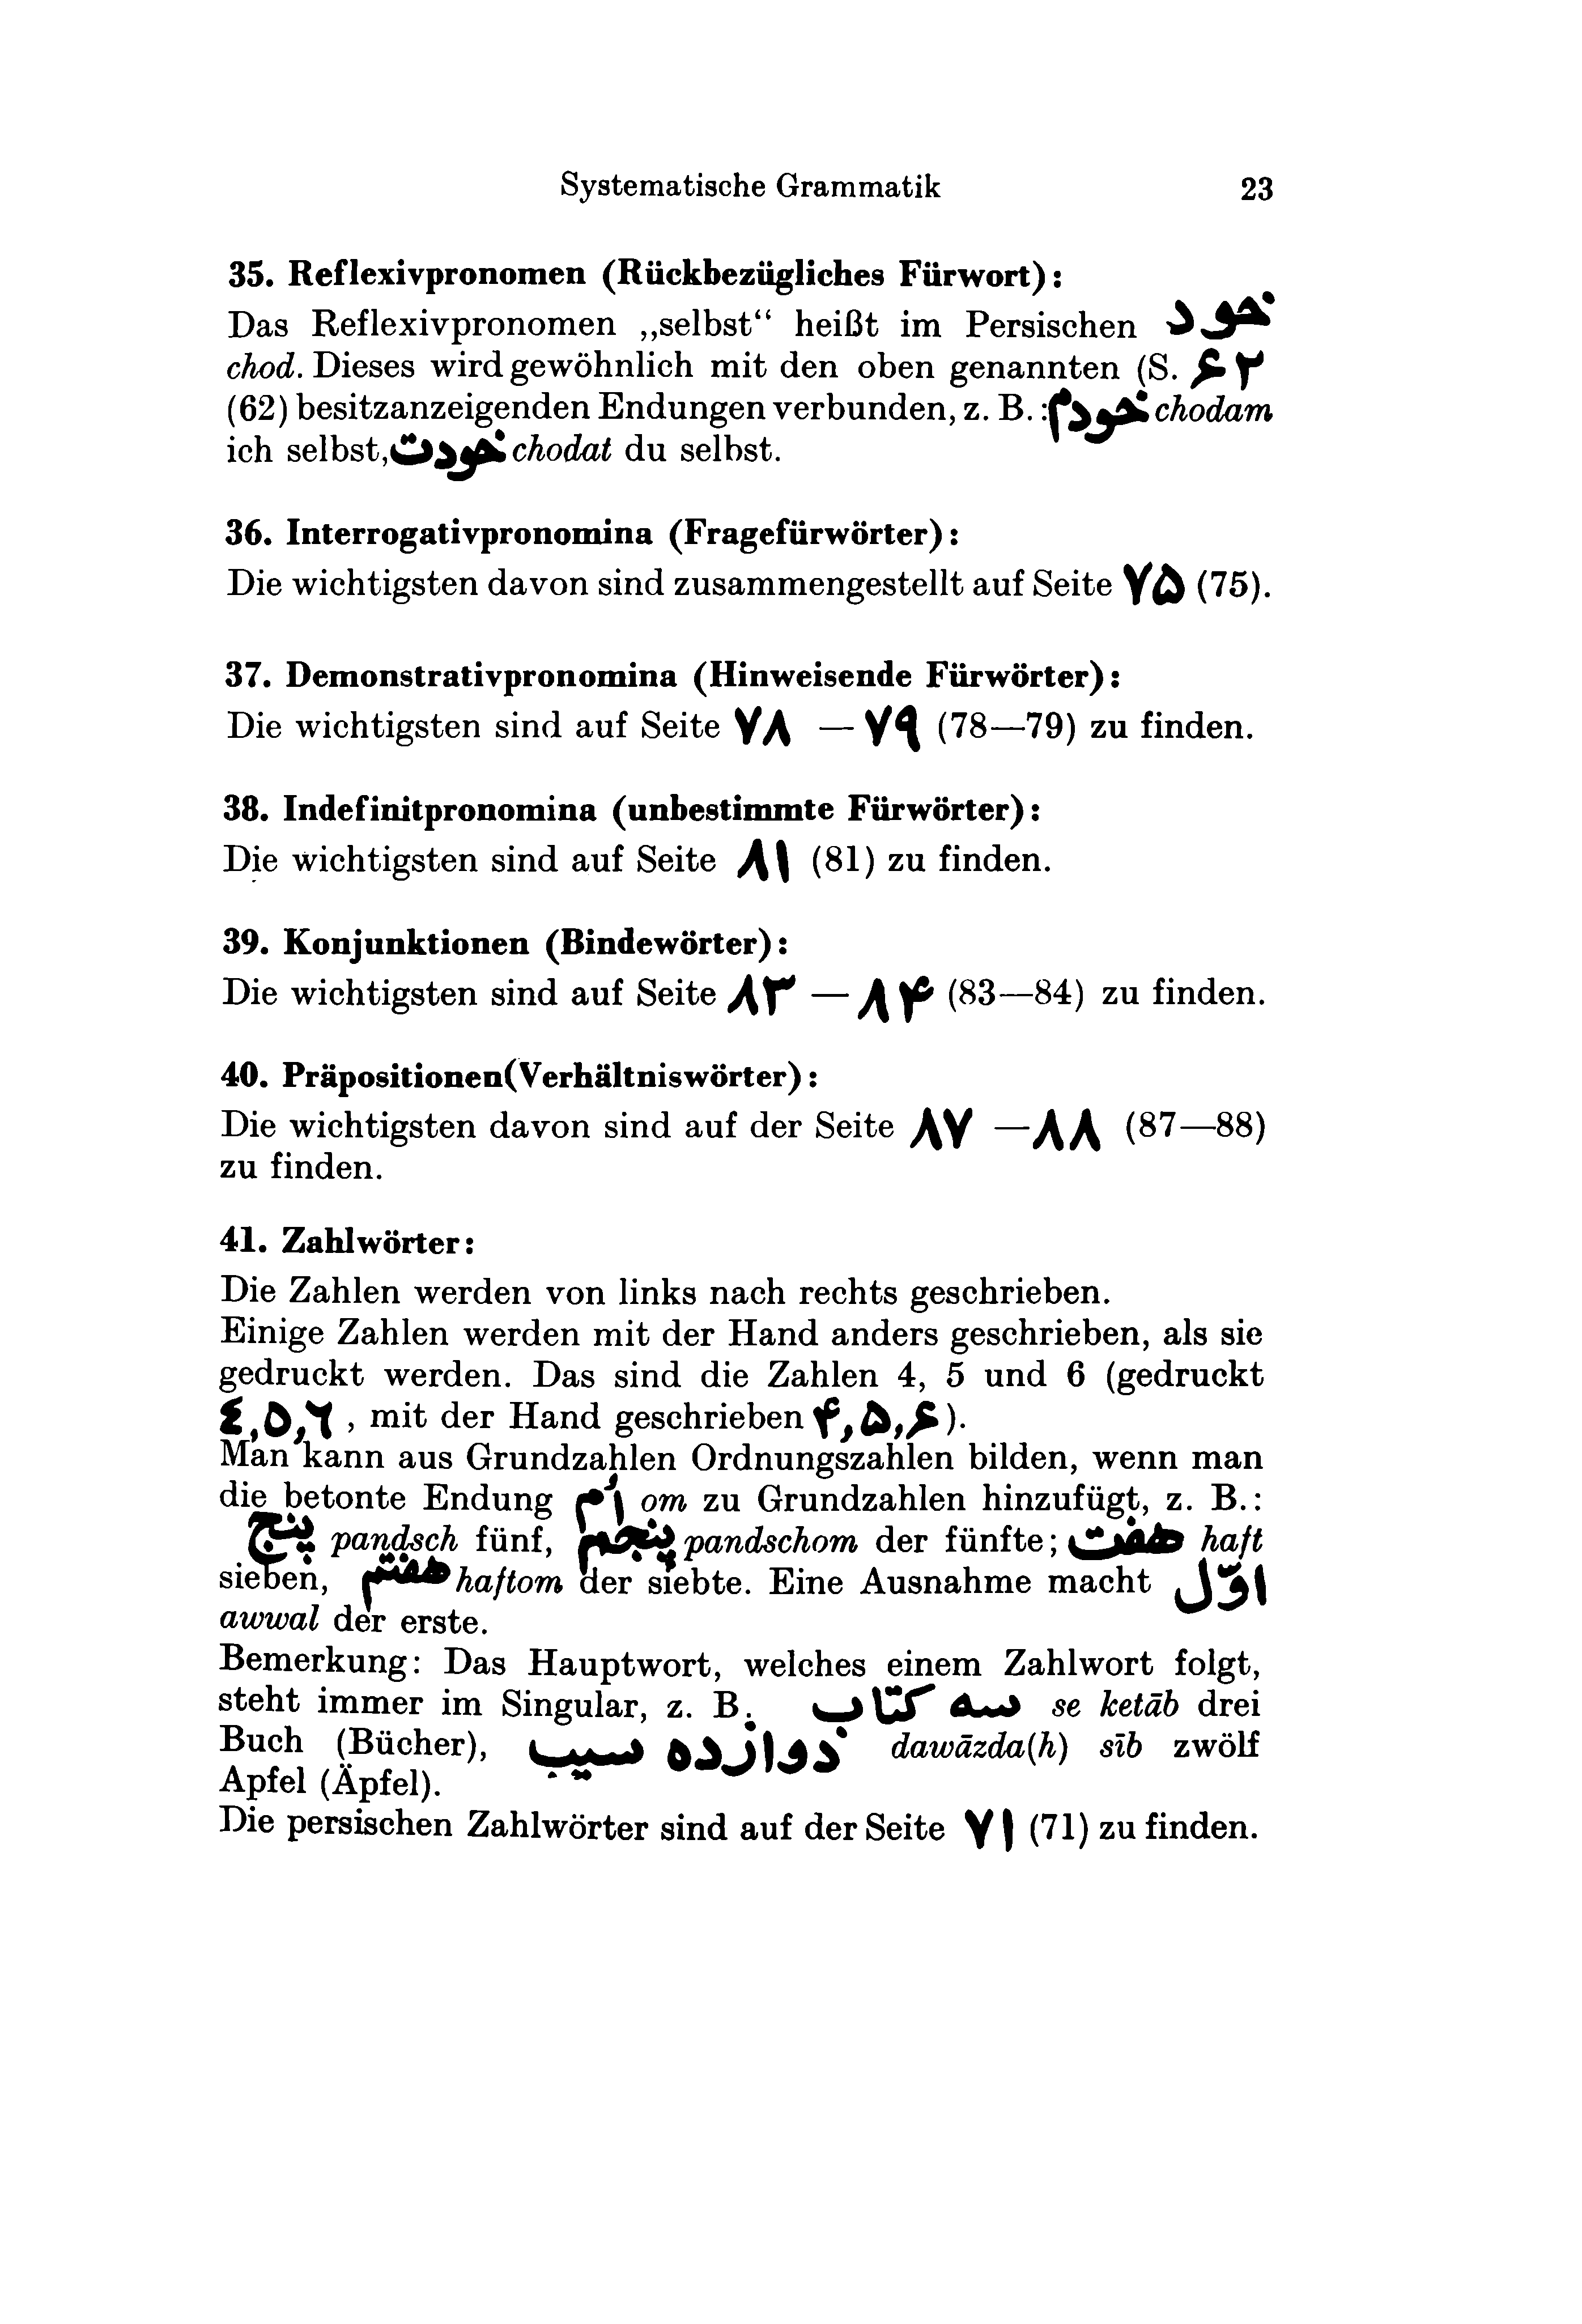 Systematische Grammatik 23
35. Reflexivpronomen (Rückbezügliches Fürwort):
Das Reflexivpronomen „selbst“ heißt im Persischen خود
chod. Dieses wird gewöhnlich mit den oben genannten (S. ۶۲
(62) besitzanzeigenden Endungen verbunden, z. B.: خودم chodam
ich selbst, خودت chodat du selbst.
36. Interrogativpronomina (Fragefürwörter):
Die wichtigsten davon sind zusammengestellt auf Seite ۷۵ (75).
37. Demonstrativpronomina (Hinweisende Fürwörter):
Die wichtigsten sind auf Seite ۷۸ — ۷۹ (78—79) zu finden.
38. Indefinitpronomina (unbestimmte Fürwörter):
Die wichtigsten sind auf Seite ۸۱ (81) zu finden.
39. Konjunktionen (Bindewörter):
Die wichtigsten sind auf Seite ۸۳ — ۸۴ (83—84) zu finden.
40. Präpositionen(Verhältniswörter):
Die wichtigsten davon sind auf der Seite ۸۷ — ۸۸ (87—88)
zu finden.
41. Zahlwörter:
Die Zahlen werden von links nach rechts geschrieben.
Einige Zahlen werden mit der Hand anders geschrieben, als sie
gedruckt werden. Das sind die Zahlen 4, 5 und 6 (gedruckt
٤,۵,٦ , mit der Hand geschrieben ۴,۵,۶).
Man kann aus Grundzahlen Ordnungszahlen bilden, wenn man
die betonte Endung اُم om zu Grundzahlen hinzufügt, z. B.:
پنج pandsch fünf, پنجم pandschom der fünfte; هفت haft
sieben, هفتم haftom der siebte. Eine Ausnahme macht اوّل
awwal der erste.
Bemerkung: Das Hauptwort, welches einem Zahlwort folgt,
steht immer im Singular, z. B. سه کتاب se ketāb drei
Buch (Bücher), دوازده سیب dawāzda(h) sīb zwölf
Apfel (Äpfel).
Die persischen Zahlwörter sind auf der Seite ۷۱ (71) zu finden.